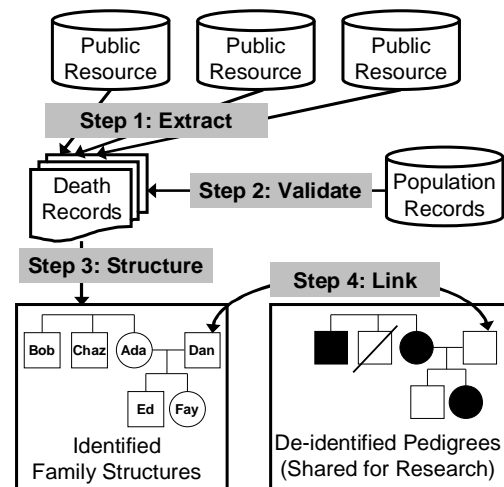 Public
Resource
Public
Resource
Public
Resource
Step 1: Extract
Death
Records
Step 2: Validate
Population
Records
Step 3: Structure
Step 4: Link
Bob
Chaz
Ada
Dan
Ed
Fay
Identified
Family Structures
De-identified Pedigrees
(Shared for Research)